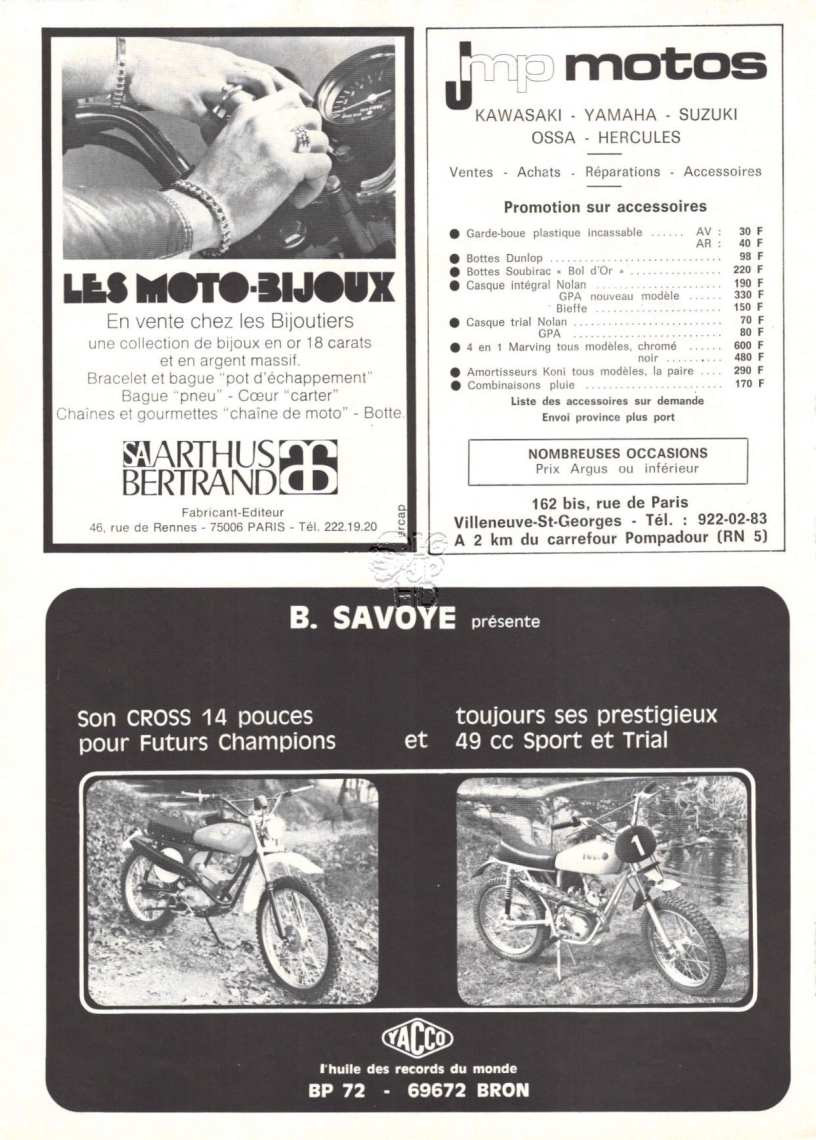 LES MOTO-BIJOUX
En vente chez les Bijoutiers
une collection de bijoux en or 18 carats
et en argent massif.
Bracelet et bague "pot d'échappement"
Bague "pneu" - Cœur "carter"
Chaînes et gourmettes "chaîne de moto" - Botte.
SA ARTHUS
BERTRAND
Fabricant-Editeur
46, rue de Rennes - 75006 PARIS - Tél. 222.19.20
jmp motos
KAWASAKI - YAMAHA - SUZUKI
OSSA - HERCULES
Ventes - Achats - Réparations - Accessoires
Promotion sur accessoires
● Garde-boue plastique incassable ...... AV : 30 F
AR : 40 F
● Bottes Dunlop ............................ 98 F
● Bottes Soubirac « Bol d'Or » ............... 220 F
● Casque intégral Nolan .................... 190 F
GPA nouveau modèle ...... 330 F
Bieffe ..................... 150 F
● Casque trial Nolan ........................ 70 F
GPA .......................... 80 F
● 4 en 1 Marving tous modèles, chromé ...... 600 F
noir ......... 480 F
● Amortisseurs Koni tous modèles, la paire .... 290 F
● Combinaisons pluie ...................... 170 F
Liste des accessoires sur demande
Envoi province plus port
NOMBREUSES OCCASIONS
Prix Argus ou inférieur
162 bis, rue de Paris
Villeneuve-St-Georges - Tél. : 922-02-83
A 2 km du carrefour Pompadour (RN 5)
B. SAVOYE présente
Son CROSS 14 pouces
pour Futurs Champions
et
toujours ses prestigieux
49 cc Sport et Trial
1
YACCO
l'huile des records du monde
BP 72 - 69672 BRON